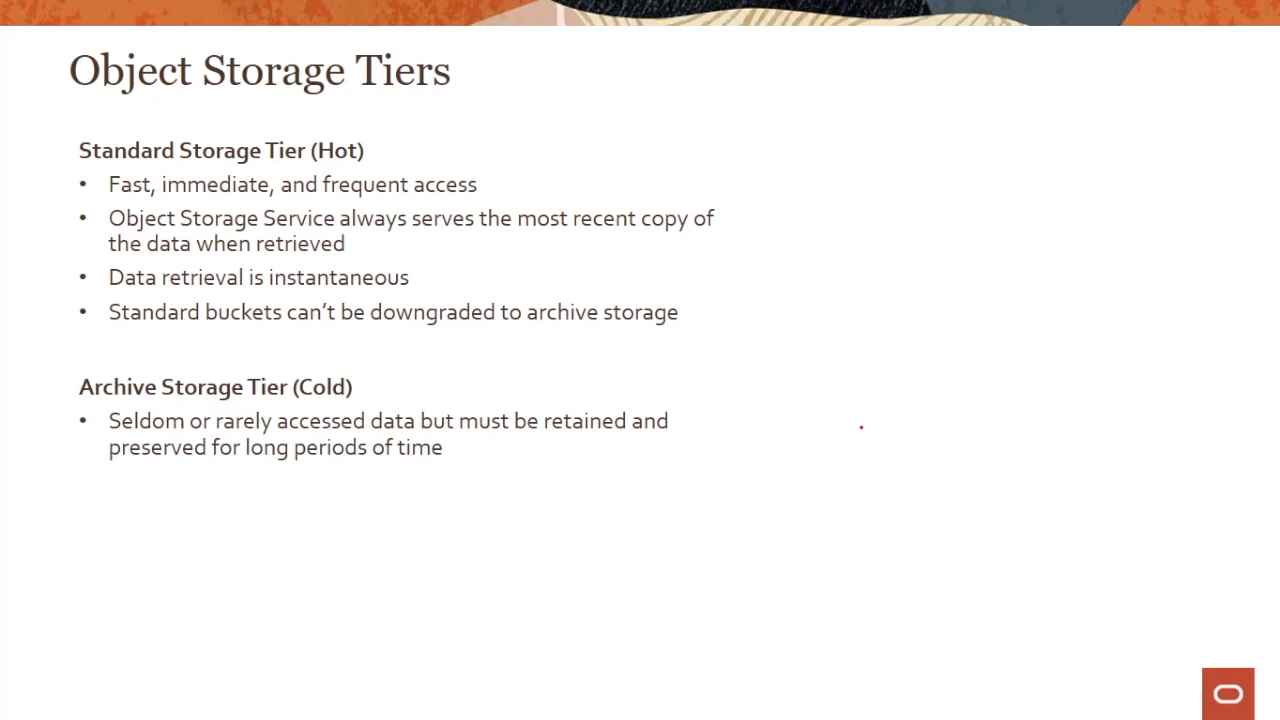 Object Storage Tiers
Standard Storage Tier (Hot)
• Fast, immediate, and frequent access
• Object Storage Service always serves the most recent copy of
the data when retrieved
• Data retrieval is instantaneous
• Standard buckets can’t be downgraded to archive storage
Archive Storage Tier (Cold)
• Seldom or rarely accessed data but must be retained and
preserved for long periods of time